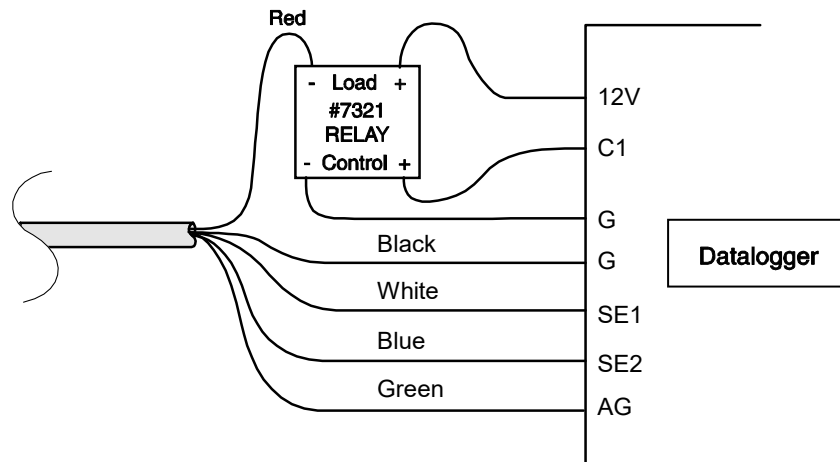 Red
- Load +
#7321
RELAY
- Control +
12V
C1
G
Black
G
White
SE1
Blue
SE2
Green
AG
Datalogger